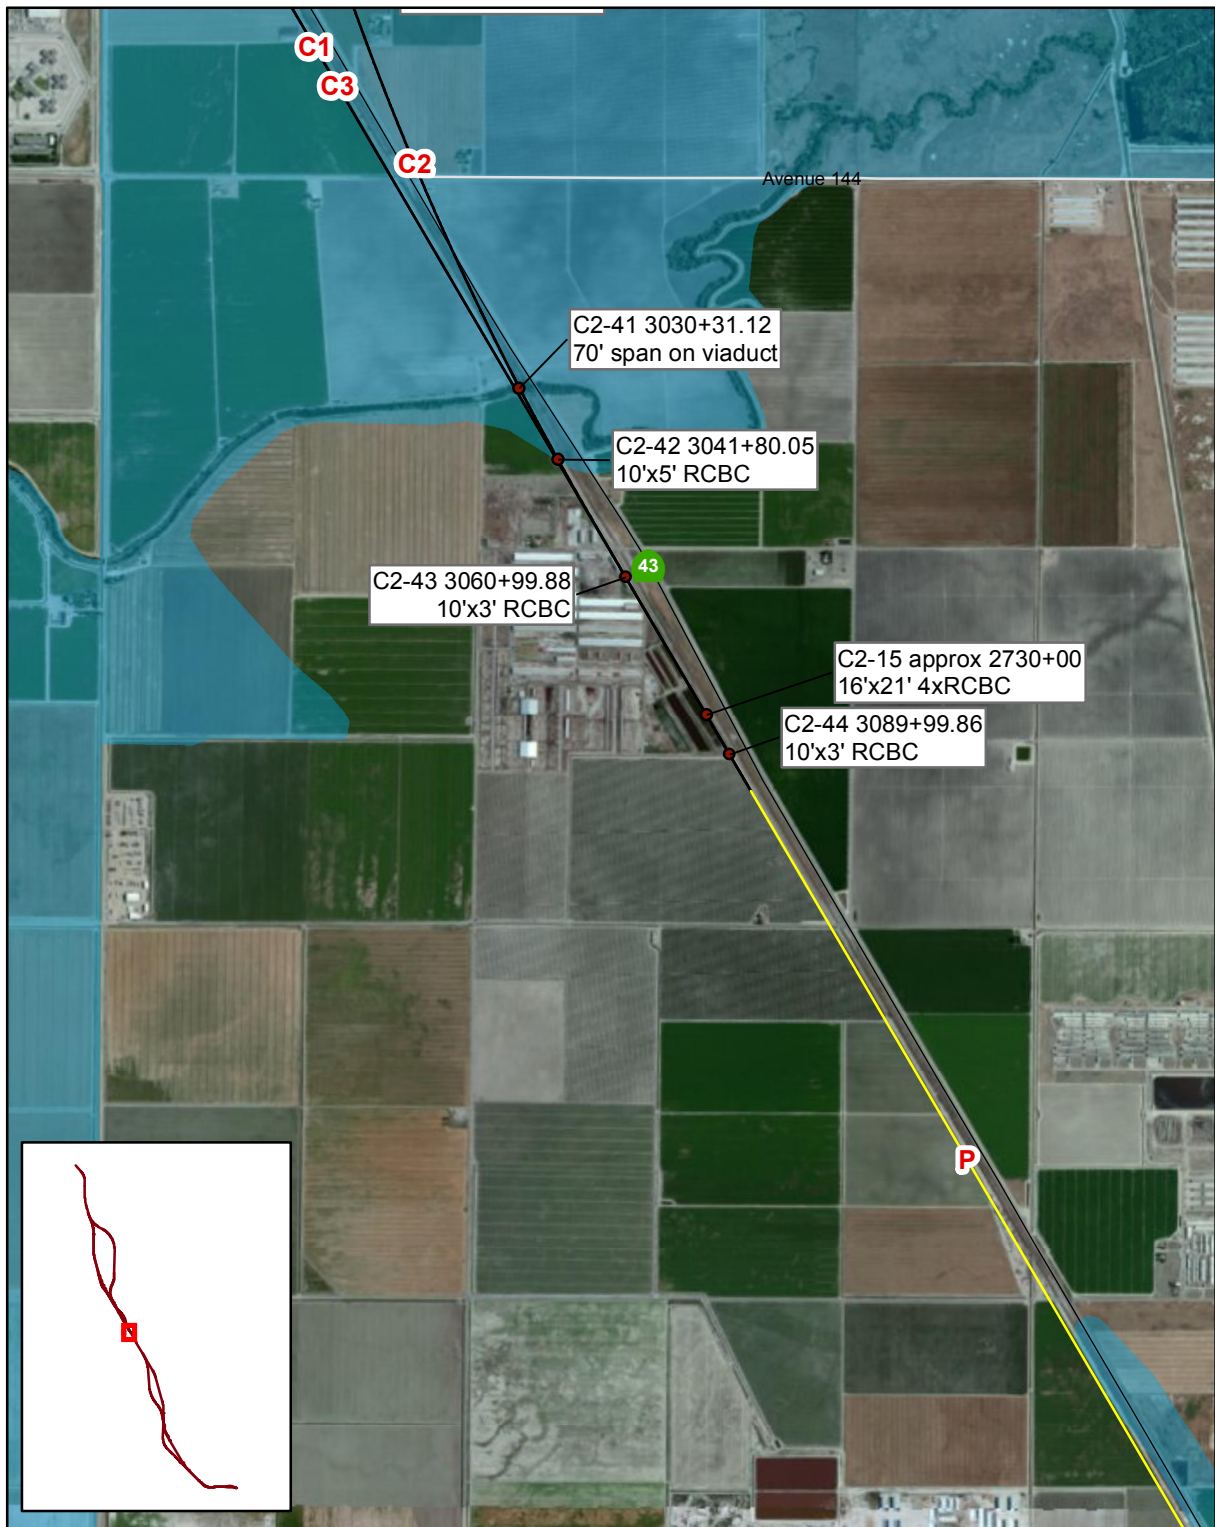 C1
C3
C2
Avenue 144
C2-41 3030+31.12
70' span on viaduct
C2-42 3041+80.05
10'x5' RCBC
43
C2-43 3060+99.88
10'x3' RCBC
C2-15 approx 2730+00
16'x21' 4xRCBC
C2-44 3089+99.86
10'x3' RCBC
P